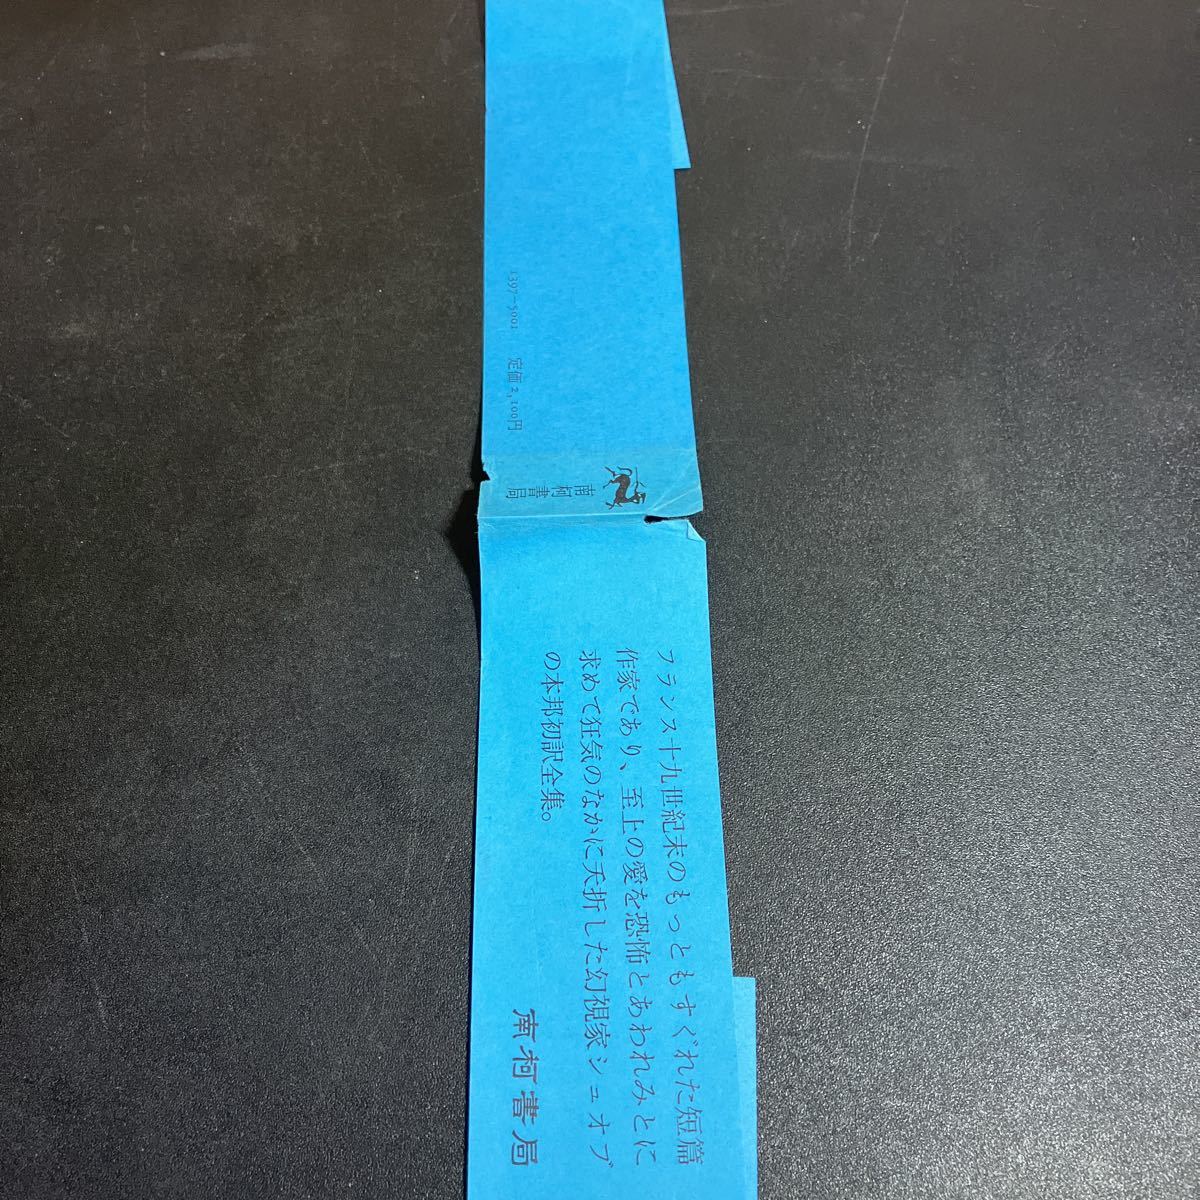 フランス十九世紀末のもっともすぐれた短篇
作家であり、至上の愛を恐怖とあわれみとに
求めて狂気のなかに夭折した幻視家シュオブ
の本邦初訳全集。
南柯書局
南柯書局
1397-5001 定価2,100円